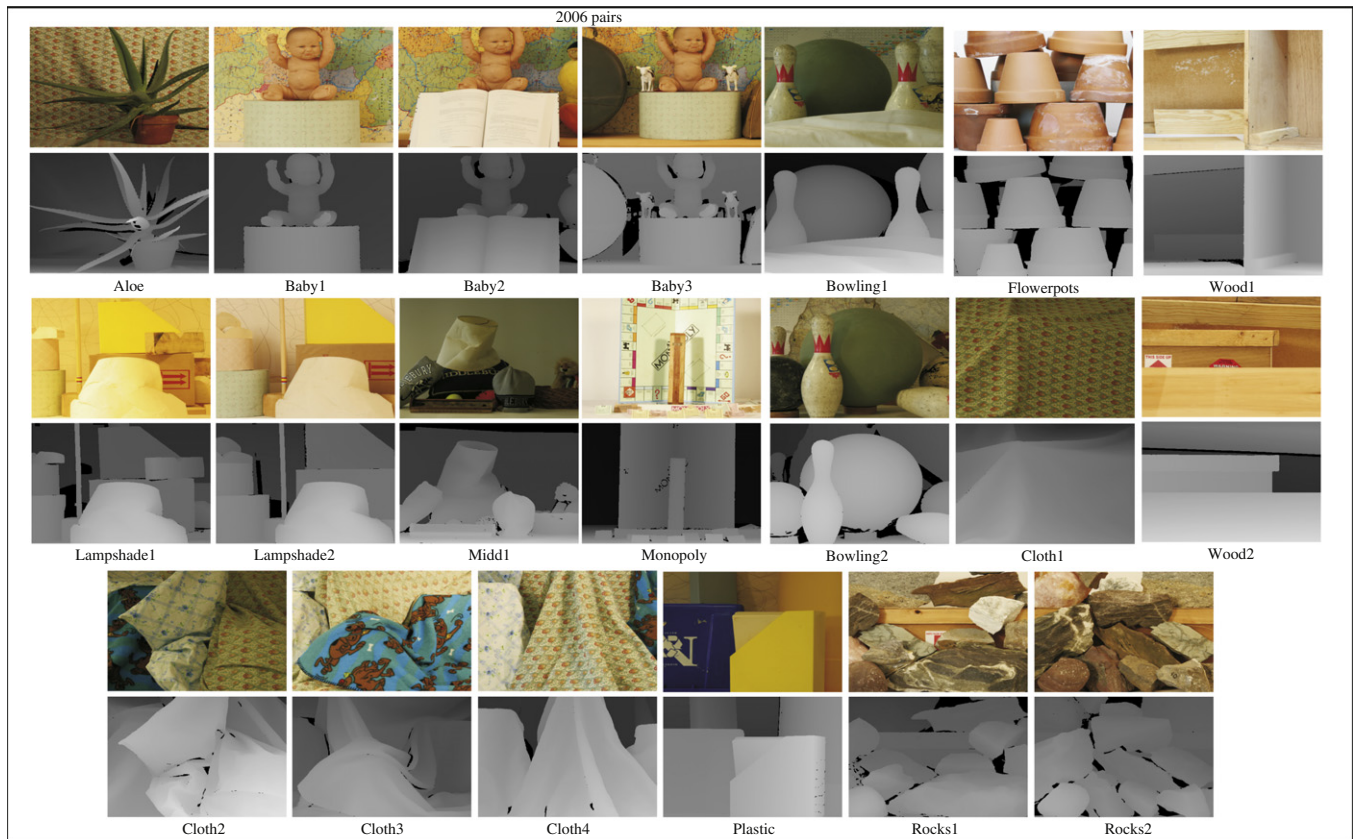 2006 pairs
Aloe
Baby1
Baby2
Baby3
Bowling1
Flowerpots
Wood1
Lampshade1
Lampshade2
Midd1
Monopoly
Bowling2
Cloth1
Wood2
Cloth2
Cloth3
Cloth4
Plastic
Rocks1
Rocks2